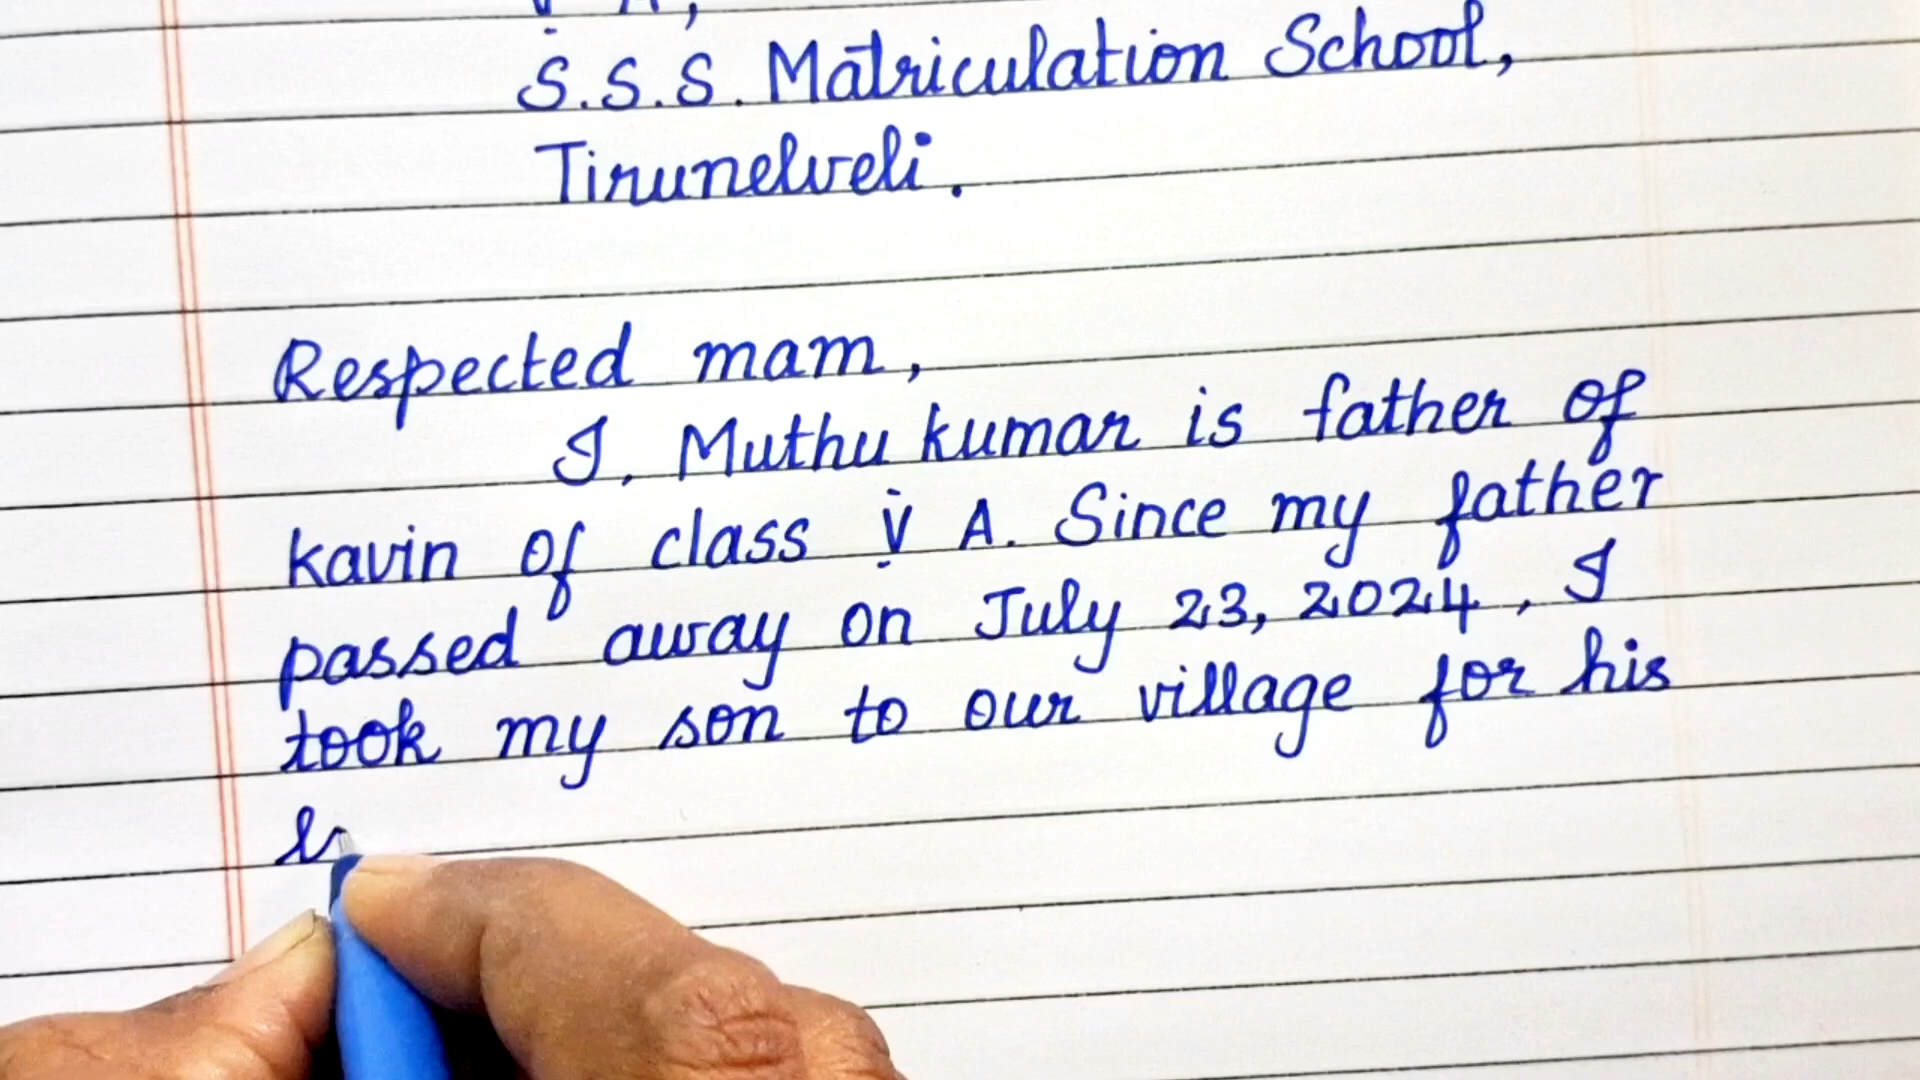 S.S.S. Matriculation School,
Tirunelveli.
Respected mam,
I, Muthu kumar is father of
kavin of class V A. Since my father
passed away on July 23, 2024, I
took my son to our village for his